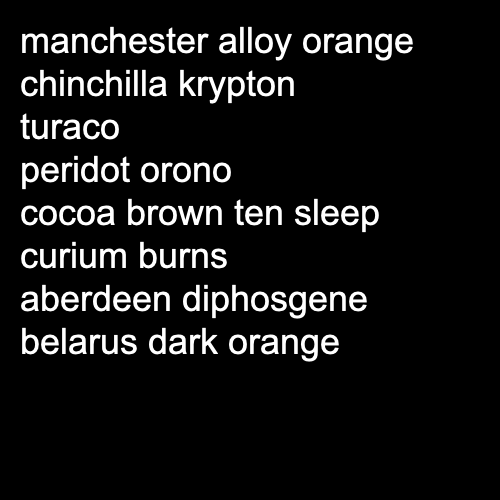 manchester alloy orange
chinchilla krypton
turaco
peridot orono
cocoa brown ten sleep
curium burns
aberdeen diphosgene
belarus dark orange